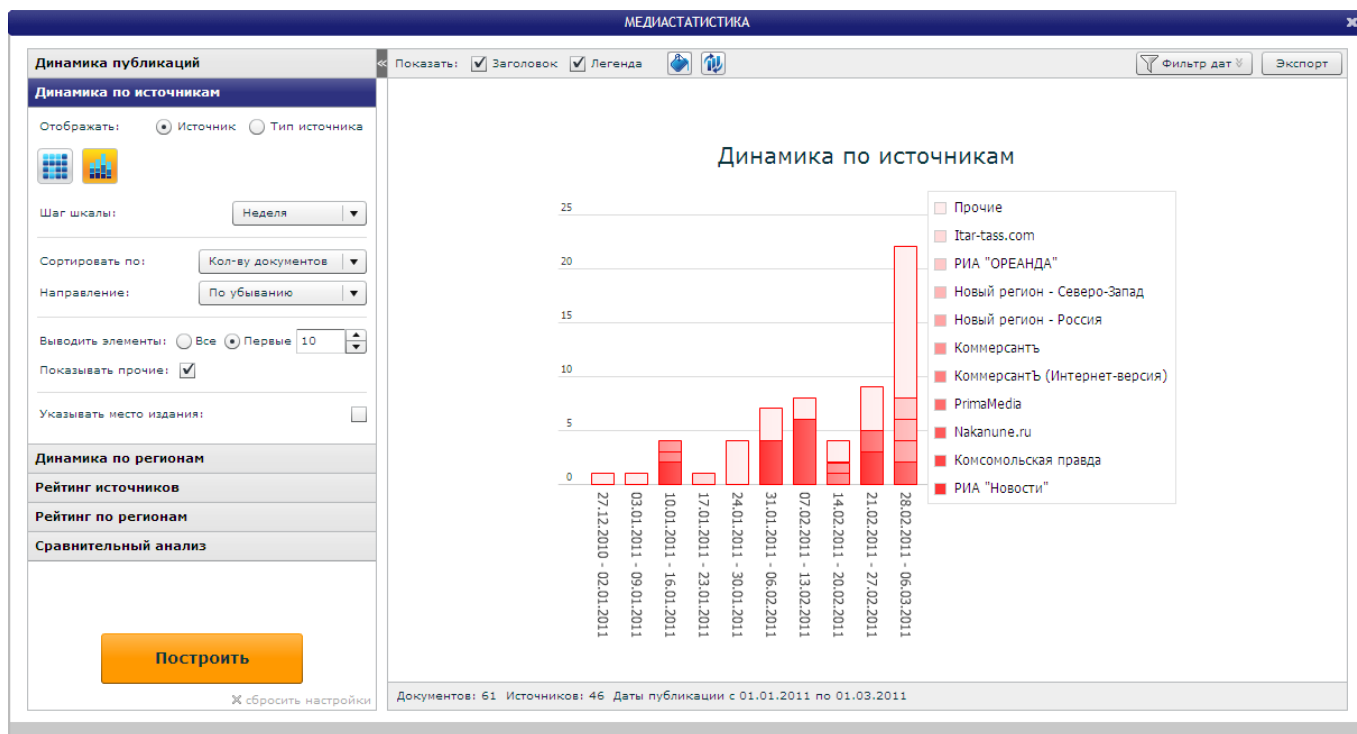 МЕДИАСТАТИСТИКА
Динамика публикаций
Динамика по источникам
Отображать: Источник Тип источника
Шаг шкалы: Неделя
Сортировать по: Кол-ву документов
Направление: По убыванию
Выводить элементы: Все Первые 10
Показывать прочие:
Указывать место издания:
Динамика по регионам
Рейтинг источников
Рейтинг по регионам
Сравнительный анализ
Построить
сбросить настройки
Показать: Заголовок Легенда Фильтр дат Экспорт
Динамика по источникам
25
20
15
10
5
0
27.12.2010 - 02.01.2011
03.01.2011 - 09.01.2011
10.01.2011 - 16.01.2011
17.01.2011 - 23.01.2011
24.01.2011 - 30.01.2011
31.01.2011 - 06.02.2011
07.02.2011 - 13.02.2011
14.02.2011 - 20.02.2011
21.02.2011 - 27.02.2011
28.02.2011 - 06.03.2011
Прочие
Itar-tass.com
РИА "ОРЕАНДА"
Новый регион - Северо-Запад
Новый регион - Россия
Коммерсантъ
КоммерсантЪ (Интернет-версия)
PrimaMedia
Nakanune.ru
Комсомольская правда
РИА "Новости"
Документов: 61 Источников: 46 Даты публикации с 01.01.2011 по 01.03.2011